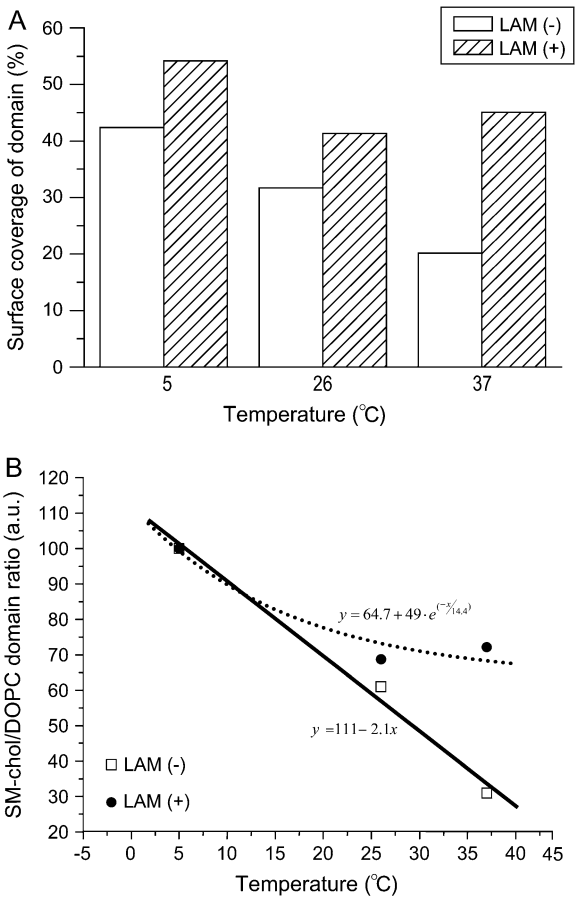 A
LAM (-)
LAM (+)
Surface coverage of domain (%)
60
50
40
30
20
10
0
5 26 37
Temperature (℃)
B
SM-chol/DOPC domain ratio (a.u.)
120
110
100
90
80
70
60
50
40
30
20
y = 64.7 + 49 · e^(−x/14.4)
y =111− 2.1x
LAM (-)
LAM (+)
-5 0 5 10 15 20 25 30 35 40 45
Temperature (℃)